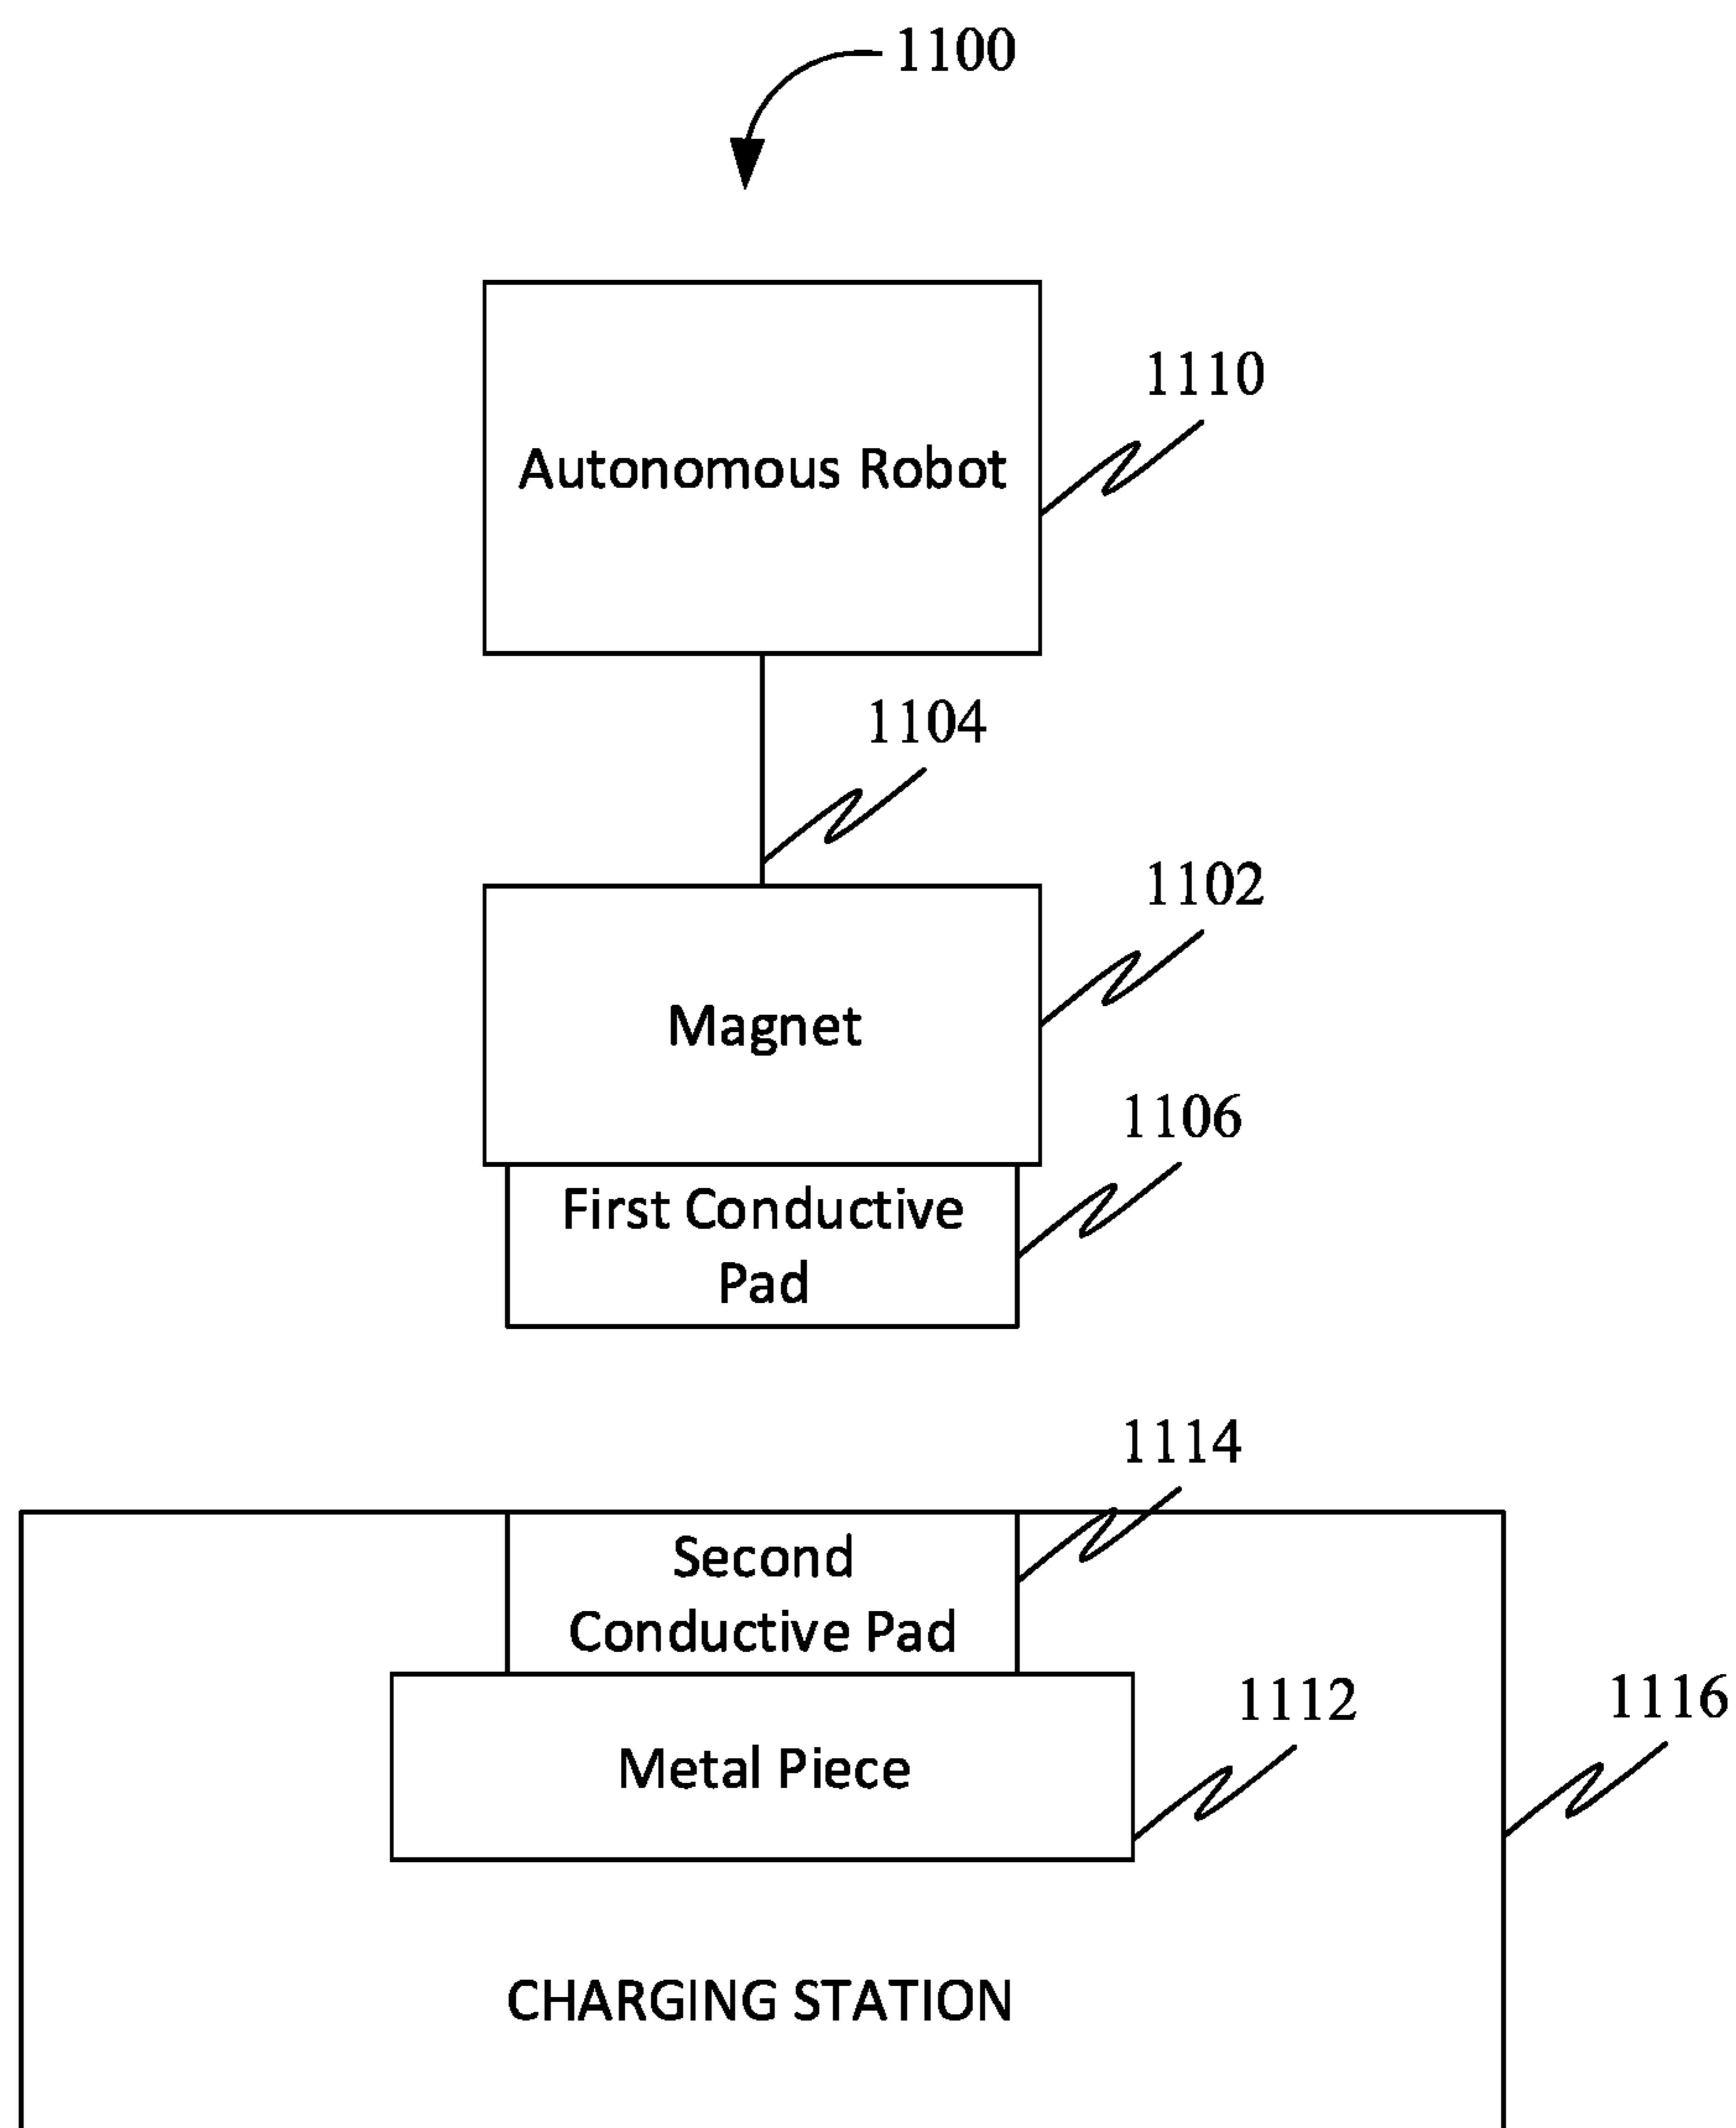 1100
1110
Autonomous Robot
1104
1102
Magnet
1106
First Conductive
Pad
1114
Second
Conductive Pad
1112
1116
Metal Piece
CHARGING STATION